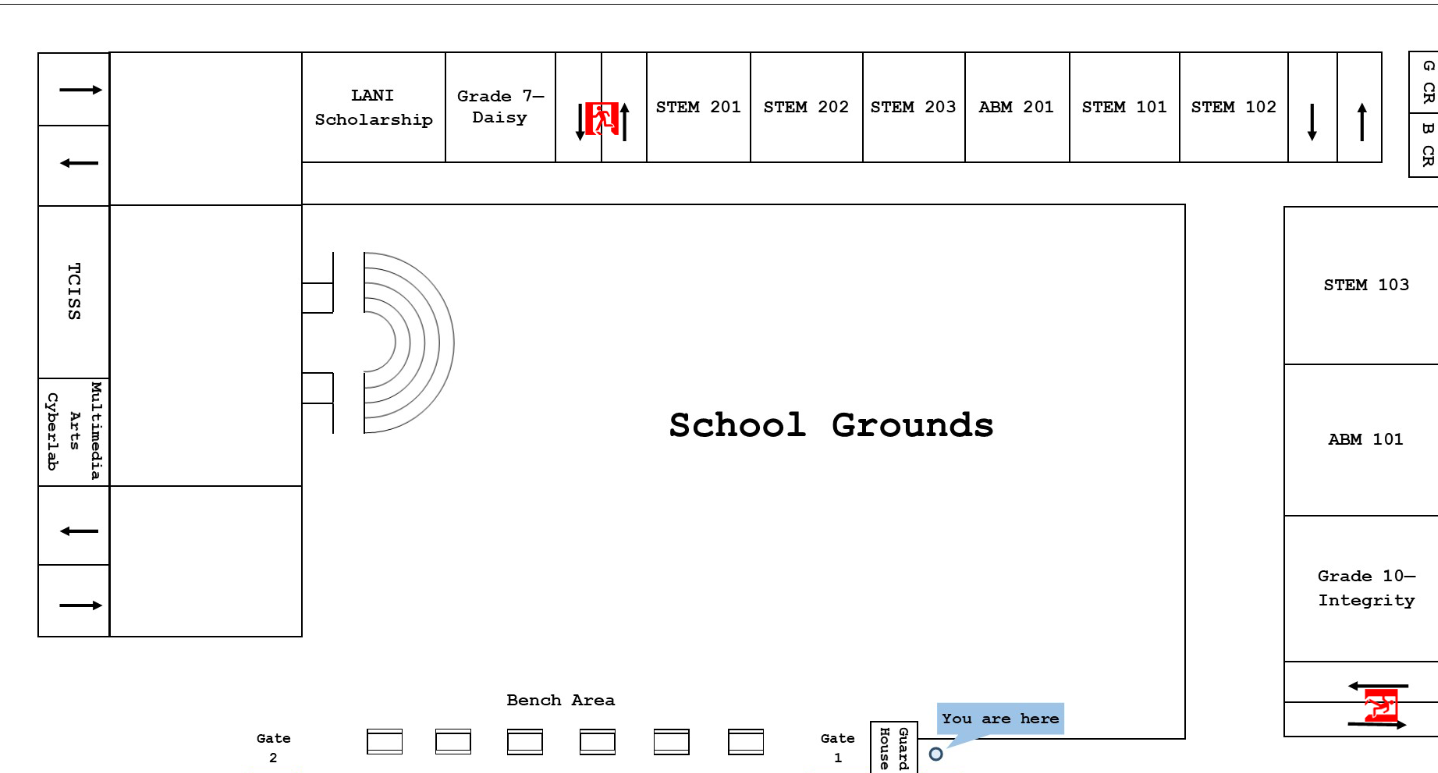 LANI
Scholarship
Grade 7—
Daisy
STEM 201
STEM 202
STEM 203
ABM 201
STEM 101
STEM 102
G CR
B CR
TCISS
Multimedia
Arts
Cyberlab
School Grounds
STEM 103
ABM 101
Grade 10—
Integrity
Bench Area
Gate
2
Gate
1
Guard
House
You are here